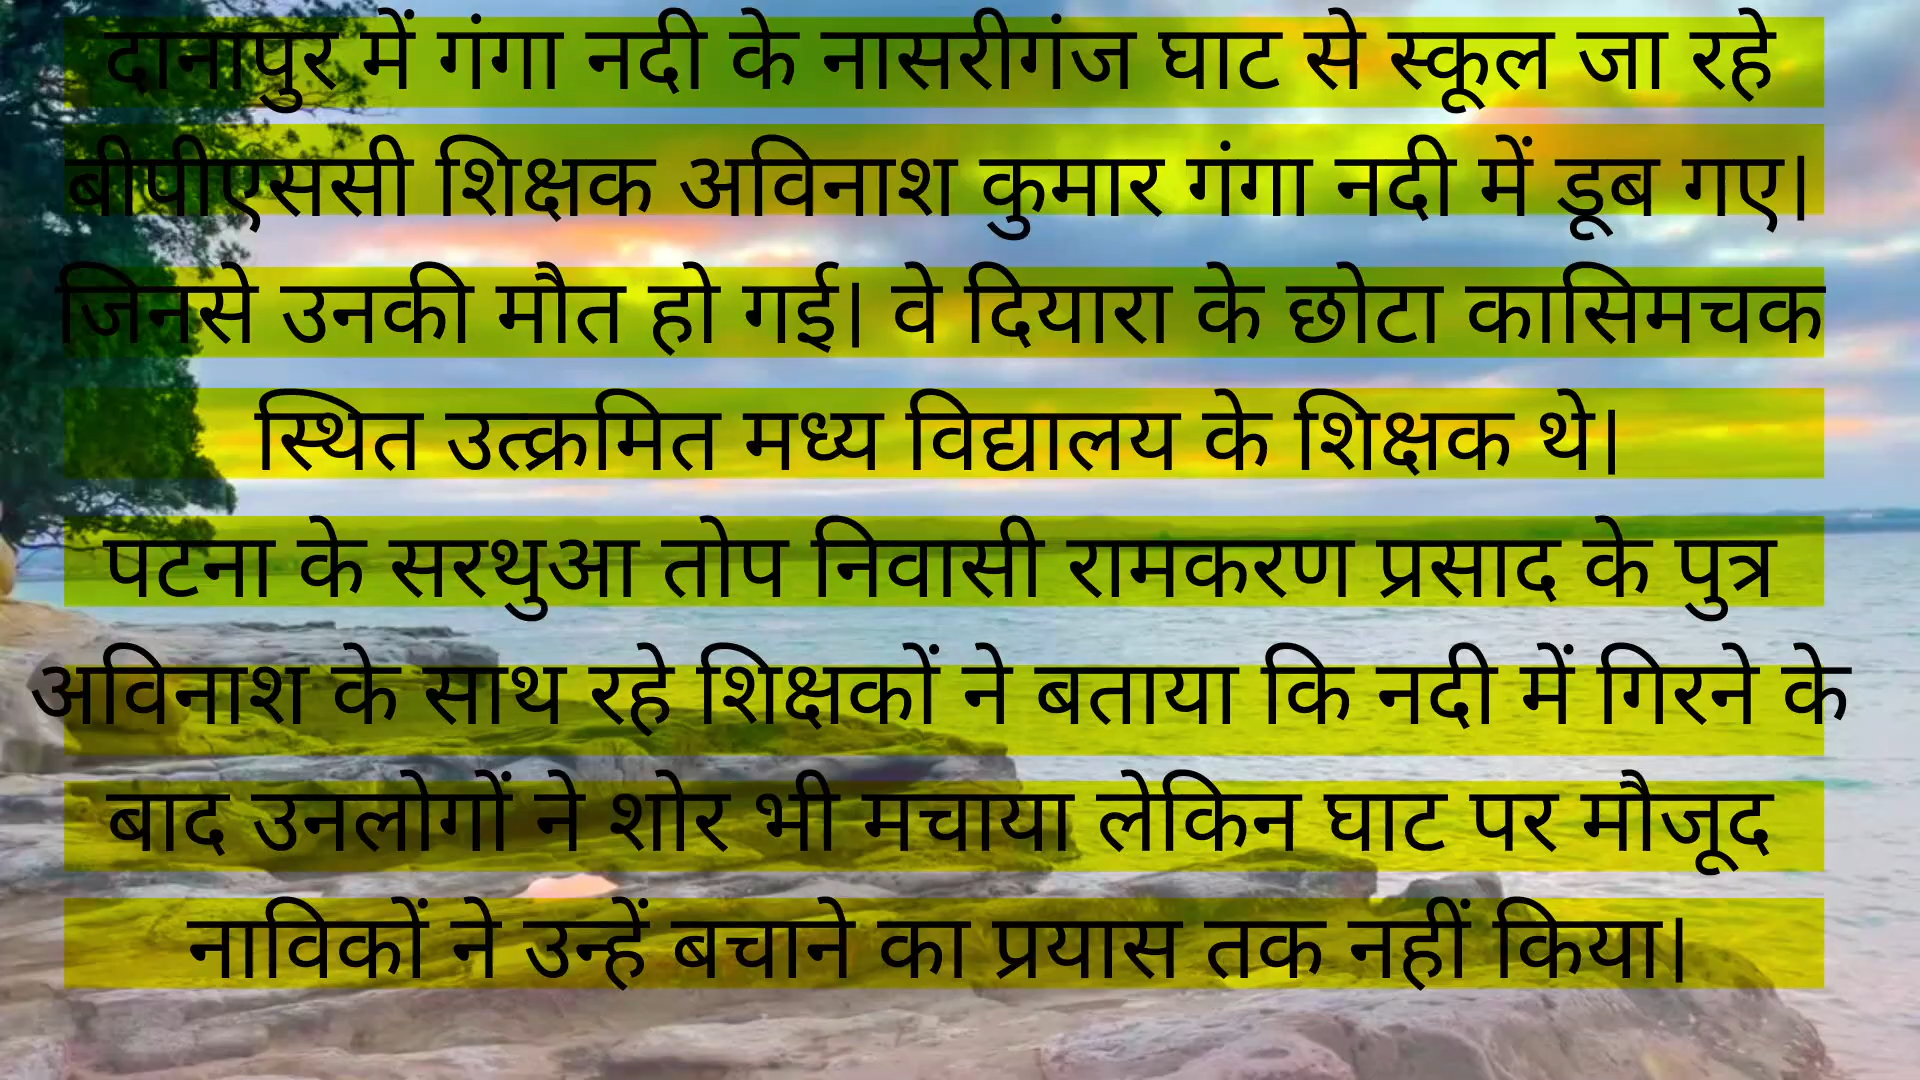 दानापुर में गंगा नदी के नासरीगंज घाट से स्कूल जा रहे
बीपीएससी शिक्षक अविनाश कुमार गंगा नदी में डूब गए।
जिनसे उनकी मौत हो गई। वे दियारा के छोटा कासिमचक
स्थित उत्क्रमित मध्य विद्यालय के शिक्षक थे।
पटना के सरथुआ तोप निवासी रामकरण प्रसाद के पुत्र
अविनाश के साथ रहे शिक्षकों ने बताया कि नदी में गिरने के
बाद उनलोगों ने शोर भी मचाया लेकिन घाट पर मौजूद
नाविकों ने उन्हें बचाने का प्रयास तक नहीं किया।